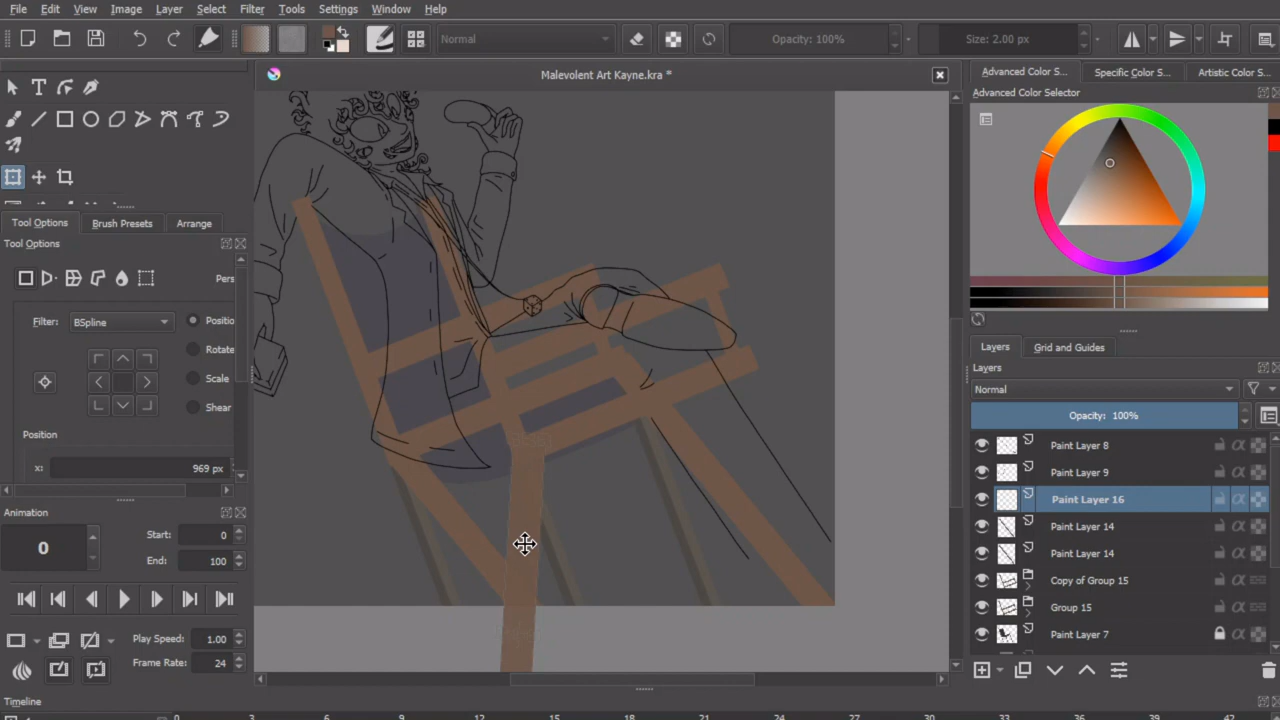 File Edit View Image Layer Select Filter Tools Settings Window Help
Normal Opacity: 100% Size: 2.00 px
Malevolent Art Kayne.kra *
Advanced Color S... Specific Color S... Artistic Color S...
Advanced Color Selector
Tool Options Brush Presets Arrange
Tool Options
Pers
Filter: BSpline Positio
Rotate
Scale
Shear
Position
x: 969 px
Animation
Start: 0
0
End: 100
Play Speed: 1.00
Frame Rate: 24
Timeline
0 3 6 9 12 15 18 21 24 27 30 33 36 39 42
Layers Grid and Guides
Layers
Normal
Opacity: 100%
Paint Layer 8
Paint Layer 9
Paint Layer 16
Paint Layer 14
Paint Layer 14
Copy of Group 15
Group 15
Paint Layer 7